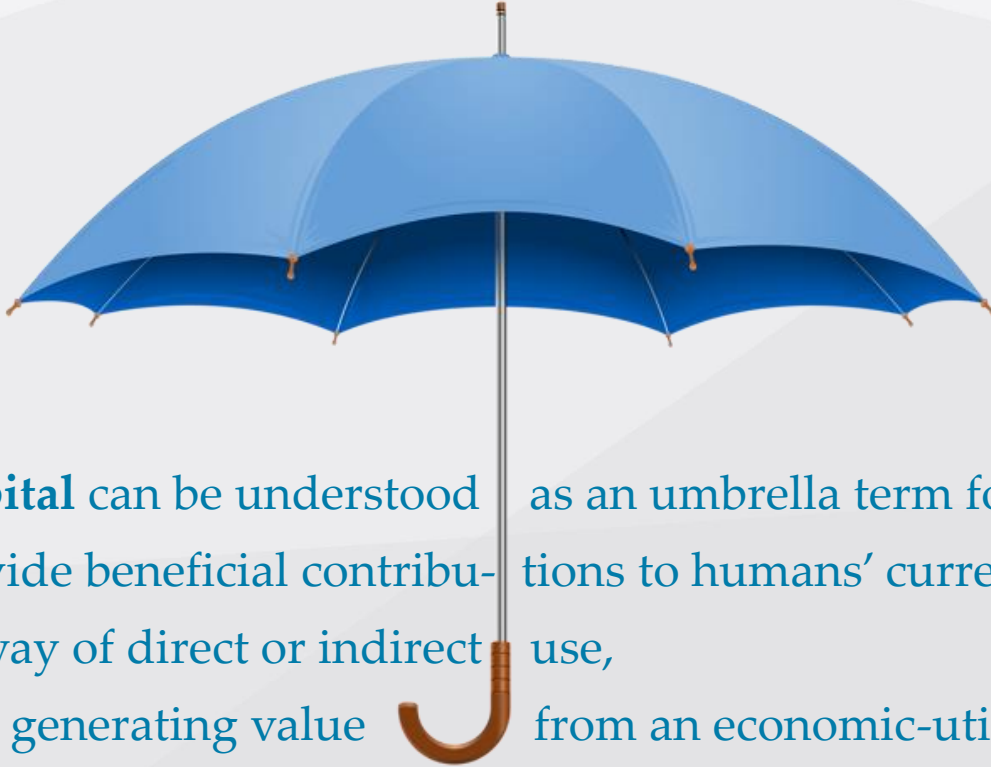 pital can be understood as an umbrella term fo
vide beneficial contribu- tions to humans’ curre
way of direct or indirect use,
generating value from an economic-uti